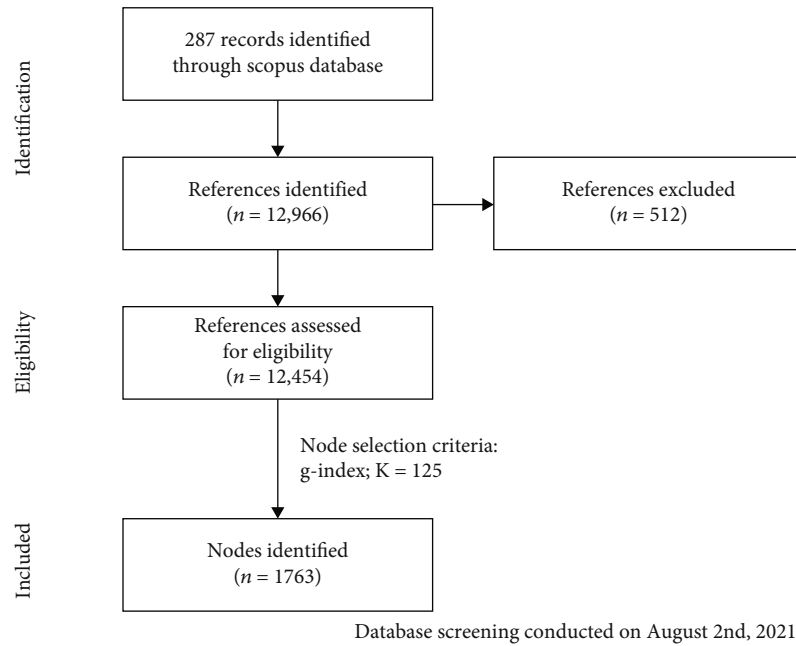 Identification
287 records identified
through scopus database
References identified
(n = 12,966)
References excluded
(n = 512)
Eligibility
References assessed
for eligibility
(n = 12,454)
Node selection criteria:
g-index; K = 125
Included
Nodes identified
(n = 1763)
Database screening conducted on August 2nd, 2021